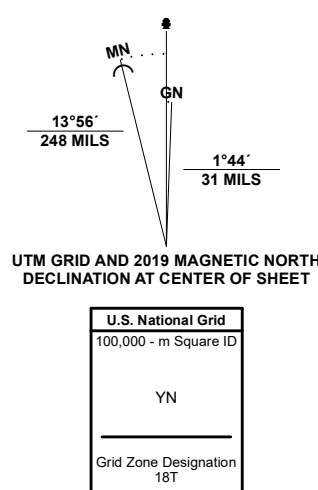 MN
GN
13°56´
248 MILS
1°44´
31 MILS
UTM GRID AND 2019 MAGNETIC NORTH
DECLINATION AT CENTER OF SHEET
U.S. National Grid
100,000 - m Square ID
YN
Grid Zone Designation
18T